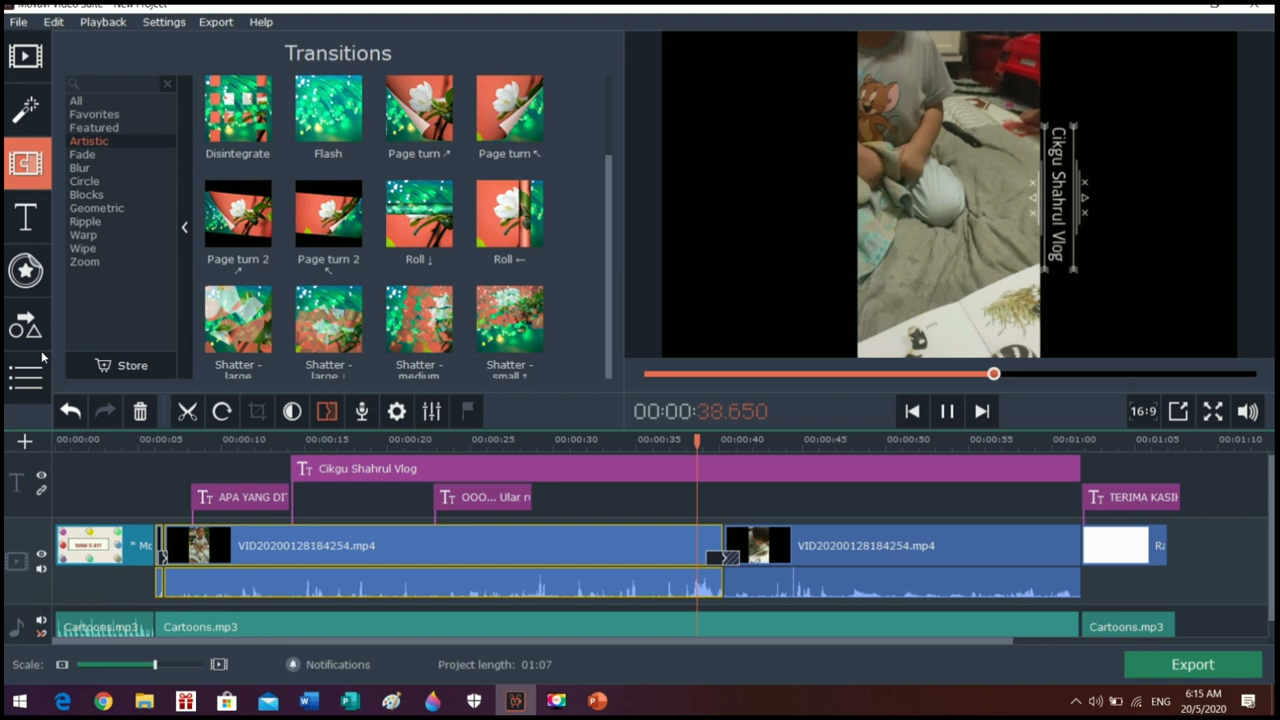 Movavi Video Suite - New Project
File Edit Playback Settings Export Help
Transitions
All
Favorites
Featured
Artistic
Fade
Blur
Circle
Blocks
Geometric
Ripple
Warp
Wipe
Zoom
Store
Disintegrate Flash Page turn ↗ Page turn ↖
Page turn 2 ↗ Page turn 2 ↖ Roll ↓ Roll ←
Shatter - large Shatter - large ↓ Shatter - medium Shatter - small ↑
Cikgu Shahrul Vlog
00:00:38.650
16:9
00:00:00 00:00:05 00:00:10 00:00:15 00:00:20 00:00:25 00:00:30 00:00:35 00:00:40 00:00:45 00:00:50 00:00:55 00:01:00 00:01:05 00:01:10
Cikgu Shahrul Vlog
APA YANG DI OOO... Ular TERIMA KASI
VID20200128184254.mp4 VID20200128184254.mp4
Cartoons.mp3 Cartoons.mp3 Cartoons.mp3
Scale: Notifications Project length: 01:07 Export
ENG
6:15 AM
20/5/2020